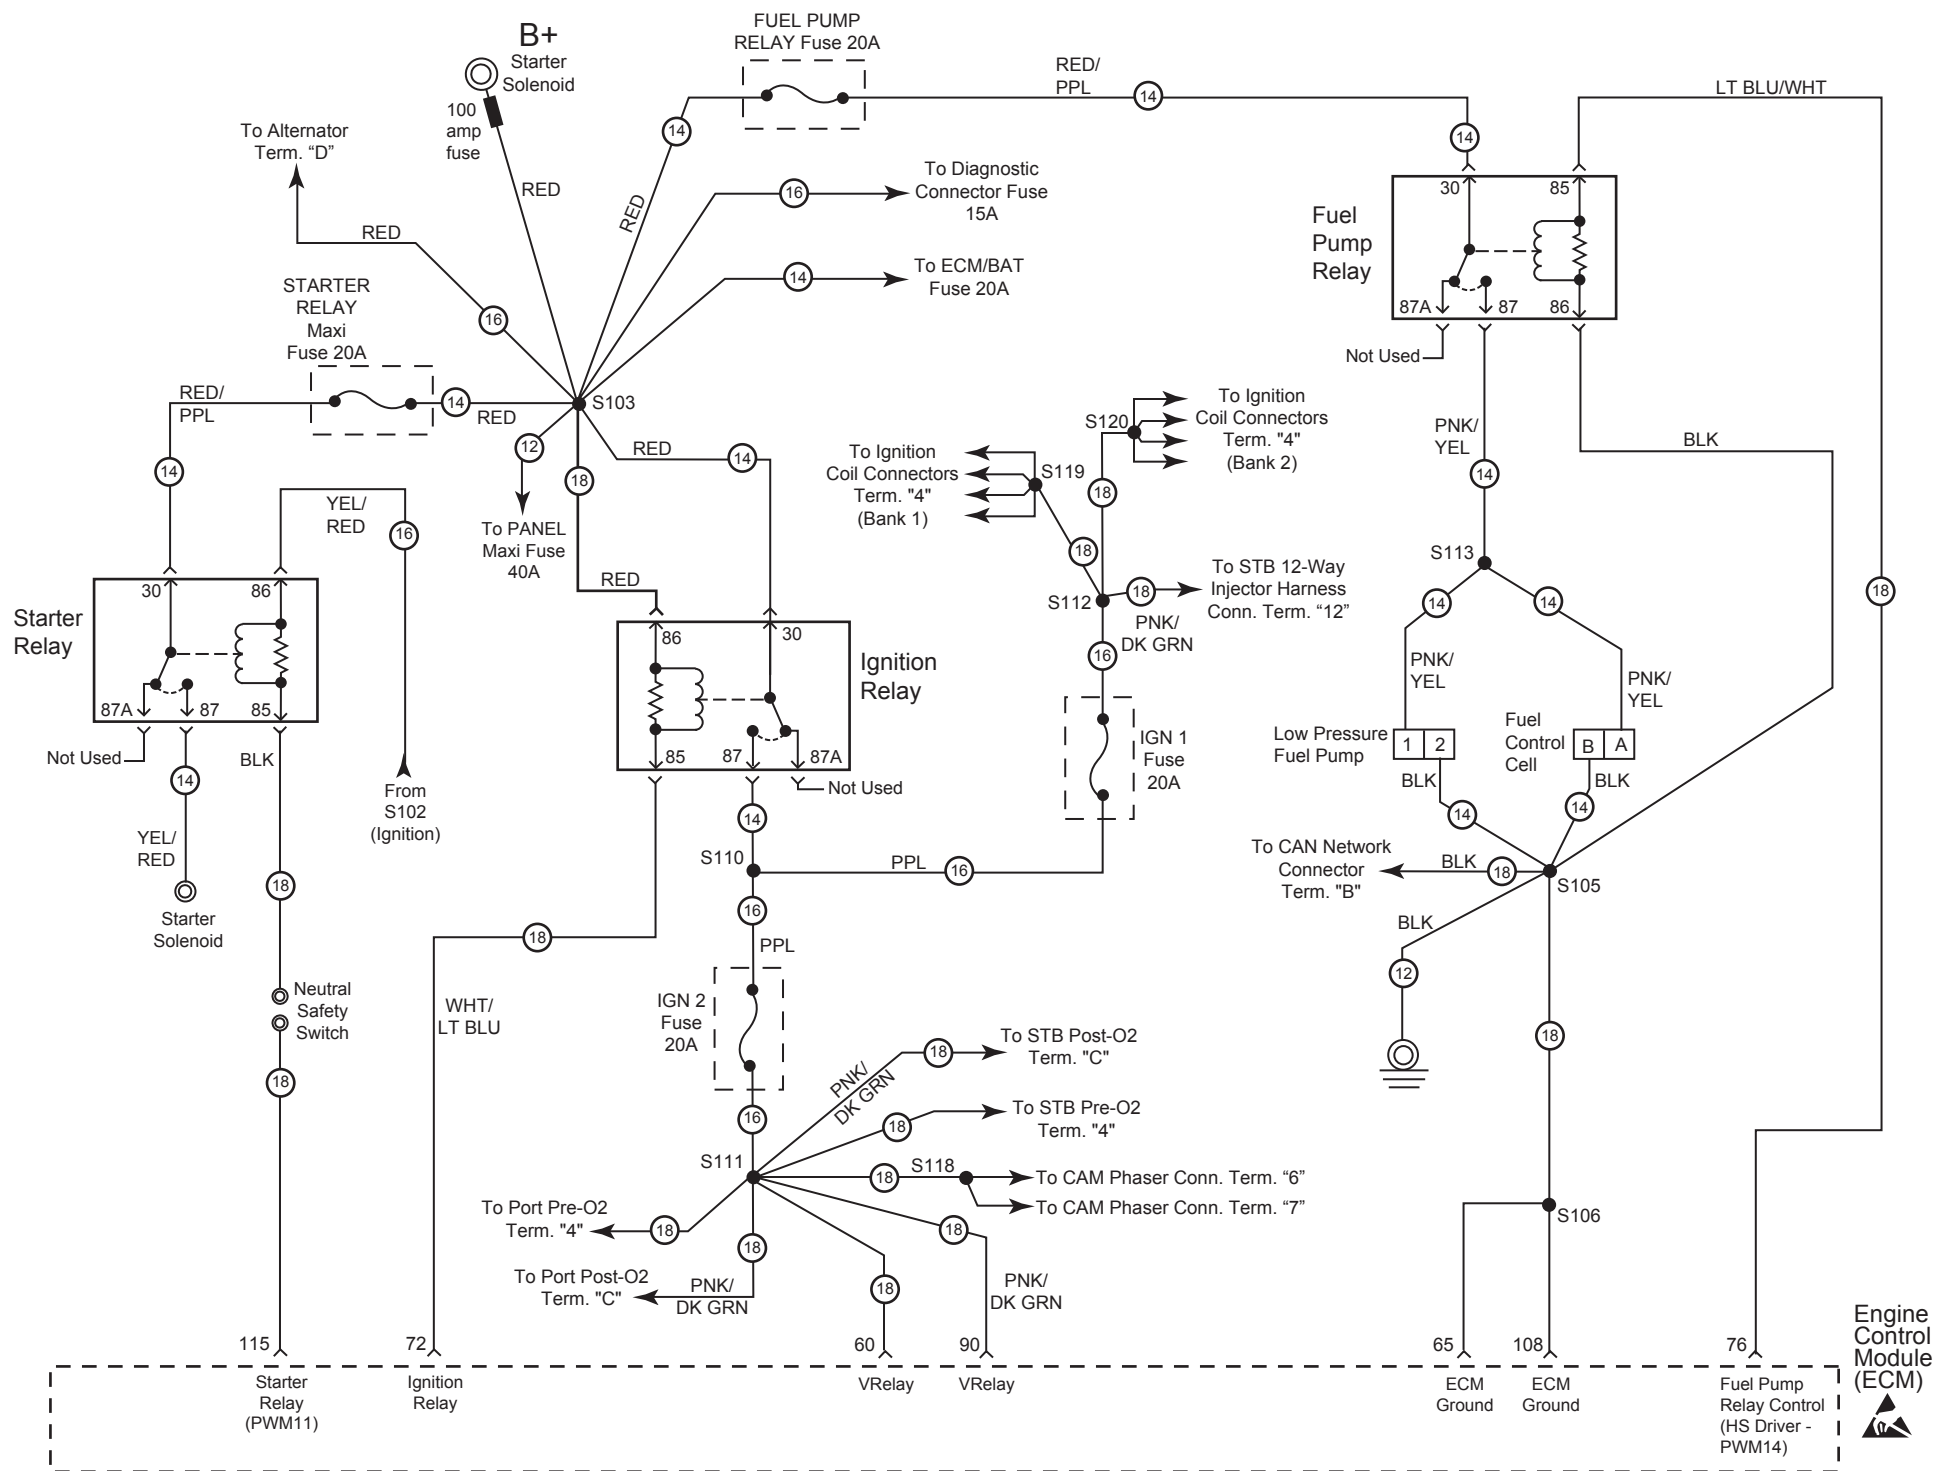 B+
Starter
Solenoid
100
amp
fuse
FUEL PUMP
RELAY Fuse 20A
RED/
PPL
14
LT BLU/WHT
To Alternator
Term. “D”
RED
RED
14
RED
16
To Diagnostic
Connector Fuse
15A
14
30
85
Fuel
Pump
Relay
87A
87
86
Not Used
RED
16
14
To ECM/BAT
Fuse 20A
STARTER
RELAY
Maxi
Fuse 20A
RED/
PPL
14
RED
S103
14
12
18
RED
14
To PANEL
Maxi Fuse
40A
YEL/
RED
16
RED
S120
To Ignition
Coil Connectors
Term. "4"
(Bank 2)
To Ignition
Coil Connectors
Term. "4"
(Bank 1)
S119
18
18
S112
18
To STB 12-Way
Injector Harness
Conn. Term. “12”
PNK/
DK GRN
16
PNK/
YEL
14
BLK
S113
14
14
18
PNK/
YEL
PNK/
YEL
Starter
Relay
30
86
87A
87
85
Not Used
14
BLK
From
S102
(Ignition)
YEL/
RED
Starter
Solenoid
18
Neutral
Safety
Switch
18
86
30
Ignition
Relay
85
87
87A
Not Used
14
S110
PPL
16
IGN 1
Fuse
20A
16
PPL
18
WHT/
LT BLU
IGN 2
Fuse
20A
16
Low Pressure
Fuel Pump
1
2
Fuel
Control
Cell
B
A
BLK
BLK
14
14
To CAN Network
Connector
Term. "B"
BLK
18
S105
BLK
12
18
S106
S111
PNK/
DK GRN
18
To STB Post-O2
Term. "C"
18
To STB Pre-O2
Term. "4"
18
S118
To CAM Phaser Conn. Term. “6”
To CAM Phaser Conn. Term. “7”
To Port Pre-O2
Term. "4"
18
18
18
To Port Post-O2
Term. "C"
PNK/
DK GRN
18
PNK/
DK GRN
115
72
60
90
65
108
76
Starter
Relay
(PWM11)
Ignition
Relay
VRelay
VRelay
ECM
Ground
ECM
Ground
Fuel Pump
Relay Control
(HS Driver -
PWM14)
Engine
Control
Module
(ECM)